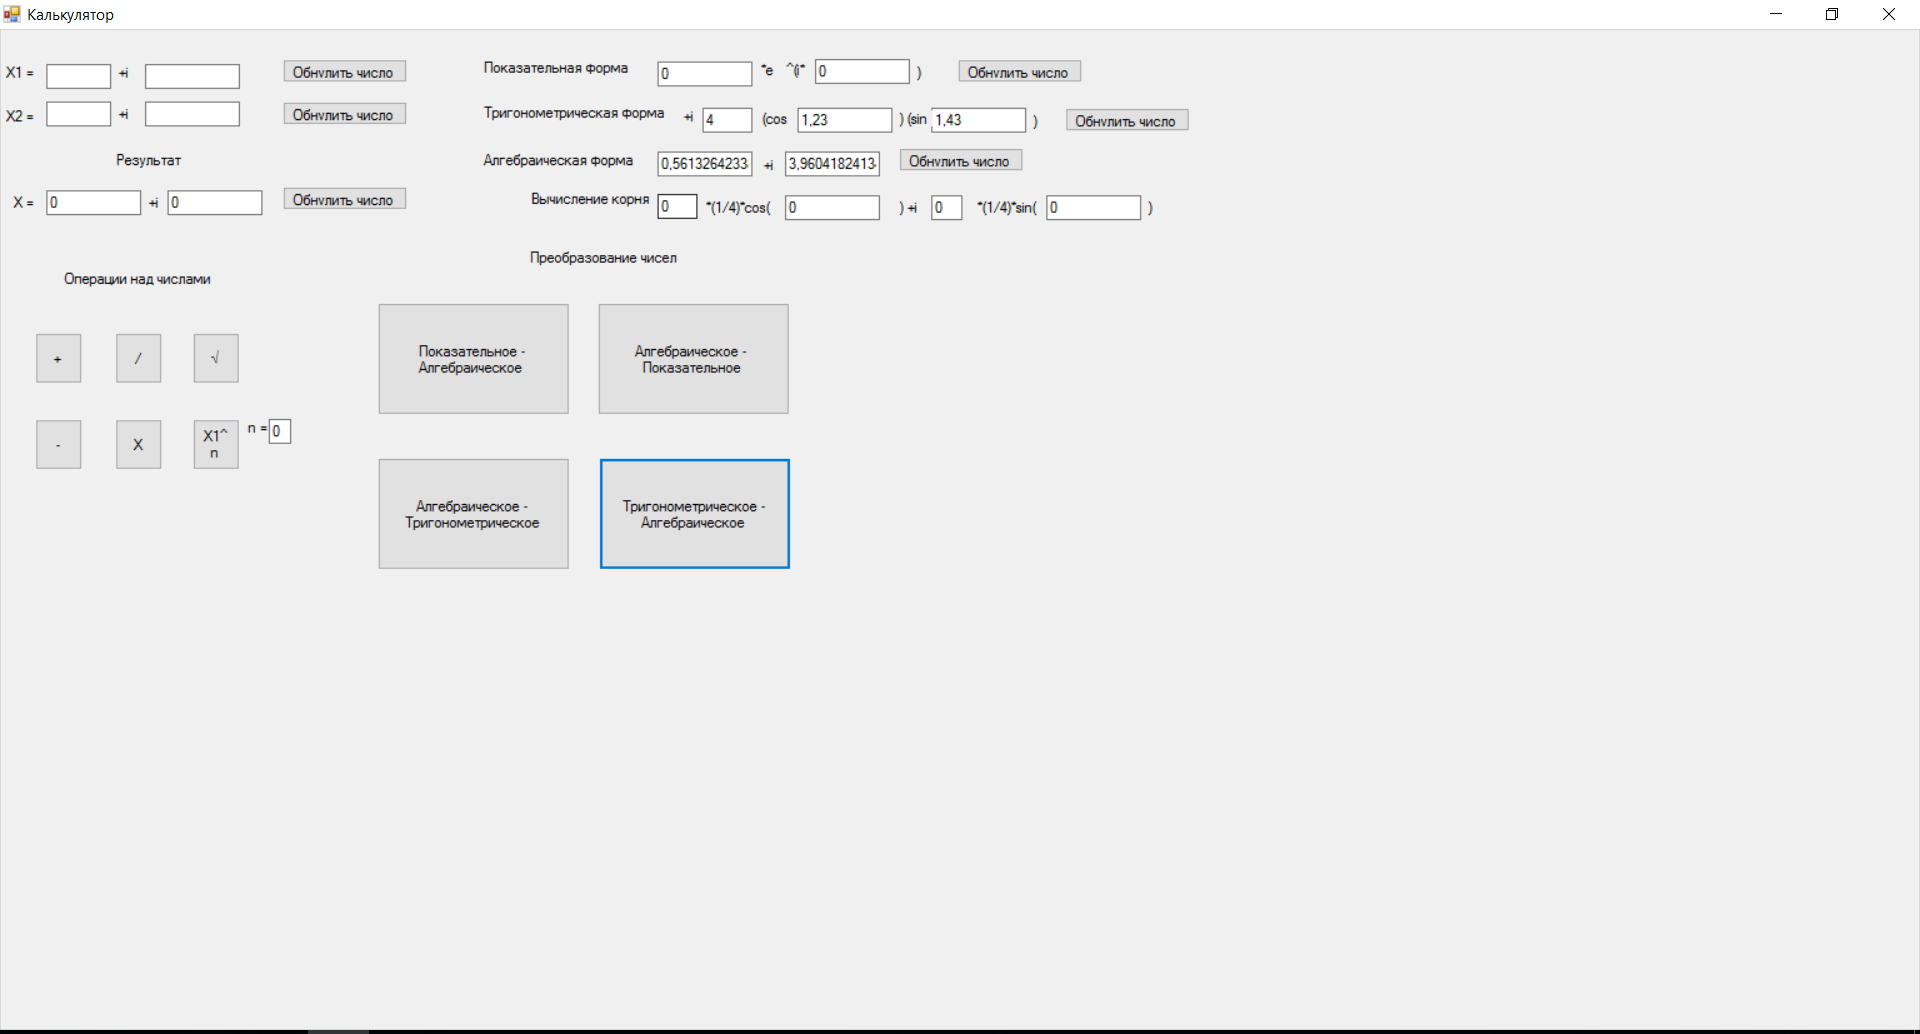 Калькулятор
X1 = +i Обнулить число
X2 = +i Обнулить число
Результат
X = 0 +i 0 Обнулить число
Показательная форма 0 *e ^(i* 0 ) Обнулить число
Тригонометрическая форма +i 4 (cos 1,23 ) (sin 1,43 ) Обнулить число
Алгебраическая форма 0,5613264233 +i 3,9604182413 Обнулить число
Вычисление корня 0 *(1/4)*cos( 0 ) +i 0 *(1/4)*sin( 0 )
Операции над числами
+ / √
- X X1^
n
n = 0
Преобразование чисел
Показательное -
Алгебраическое
Алгебраическое -
Показательное
Алгебраическое -
Тригонометрическое
Тригонометрическое -
Алгебраическое